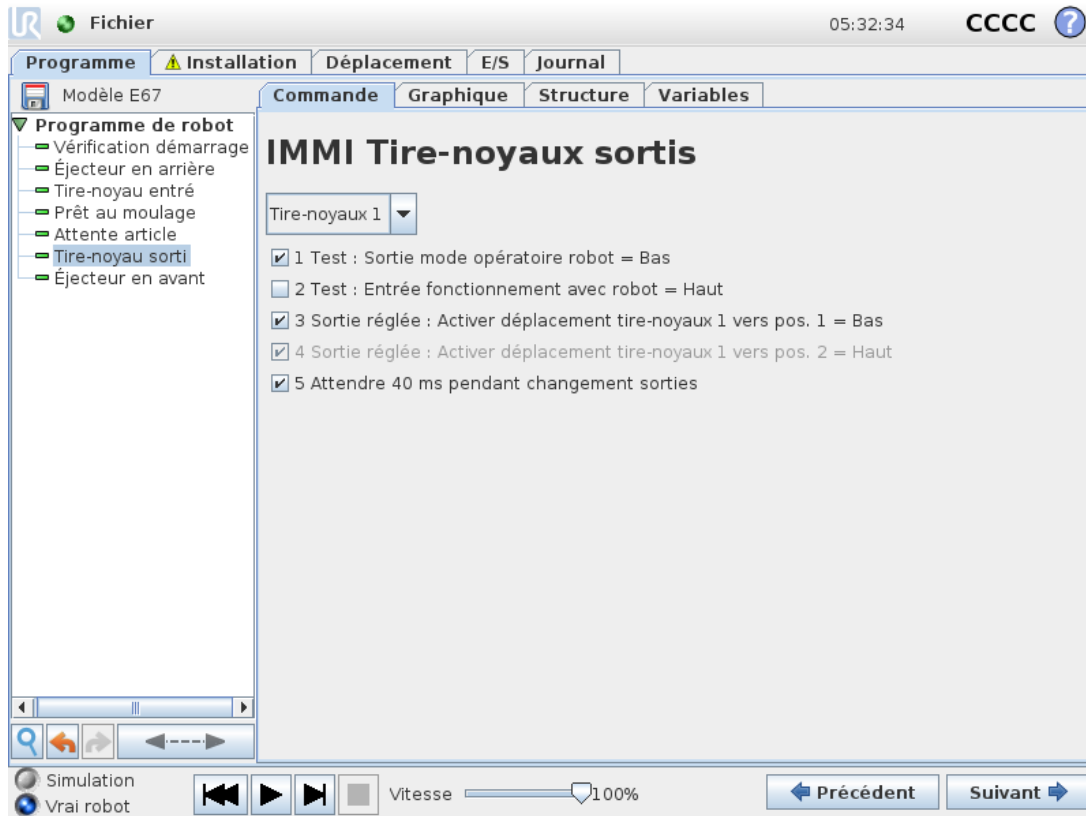 UR Fichier 05:32:34 CCCC ?
Programme Installation Déplacement E/S Journal
Modèle E67 Commande Graphique Structure Variables
Programme de robot
Vérification démarrage
Éjecteur en arrière
Tire-noyau entré
Prêt au moulage
Attente article
Tire-noyau sorti
Éjecteur en avant
IMMI Tire-noyaux sortis
Tire-noyaux 1
1 Test : Sortie mode opératoire robot = Bas
2 Test : Entrée fonctionnement avec robot = Haut
3 Sortie réglée : Activer déplacement tire-noyaux 1 vers pos. 1 = Bas
4 Sortie réglée : Activer déplacement tire-noyaux 1 vers pos. 2 = Haut
5 Attendre 40 ms pendant changement sorties
Simulation
Vrai robot
Vitesse 100% Précédent Suivant